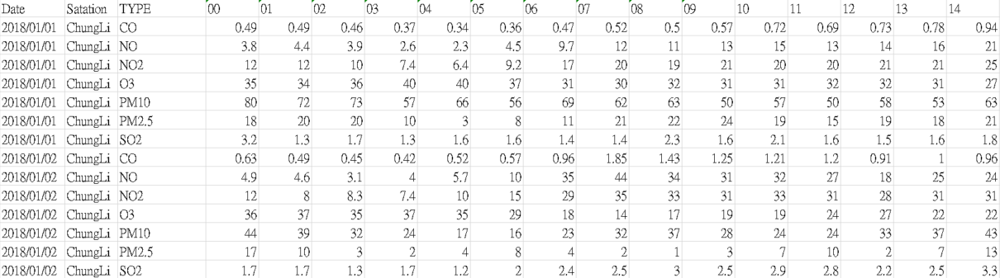 Date Satation TYPE 00 01 02 03 04 05 06 07 08 09 10 11 12 13 14
2018/01/01 ChungLi CO 0.49 0.49 0.46 0.37 0.34 0.36 0.47 0.52 0.5 0.57 0.72 0.69 0.73 0.78 0.94
2018/01/01 ChungLi NO 3.8 4.4 3.9 2.6 2.3 4.5 9.7 12 11 13 15 13 14 16 21
2018/01/01 ChungLi NO2 12 12 10 7.4 6.4 9.2 17 20 19 21 20 20 21 21 25
2018/01/01 ChungLi O3 35 34 36 40 40 37 31 30 32 31 31 32 32 31 27
2018/01/01 ChungLi PM10 80 72 73 57 66 56 69 62 63 50 57 50 58 53 63
2018/01/01 ChungLi PM2.5 18 20 20 10 3 8 11 21 22 24 19 15 19 18 21
2018/01/01 ChungLi SO2 3.2 1.3 1.7 1.3 1.6 1.6 1.4 1.4 2.3 1.6 2.1 1.6 1.5 1.6 1.8
2018/01/02 ChungLi CO 0.63 0.49 0.45 0.42 0.52 0.57 0.96 1.85 1.43 1.25 1.21 1.2 0.91 1 0.96
2018/01/02 ChungLi NO 4.9 4.6 3.1 4 5.7 10 35 44 34 31 32 27 18 25 24
2018/01/02 ChungLi NO2 12 8 8.3 7.4 10 15 29 35 33 31 33 31 28 31 31
2018/01/02 ChungLi O3 36 37 35 37 35 29 18 14 17 19 19 24 27 22 22
2018/01/02 ChungLi PM10 44 39 32 24 17 16 23 32 37 28 24 24 33 37 43
2018/01/02 ChungLi PM2.5 17 10 3 2 4 8 4 2 1 3 7 10 2 7 13
2018/01/02 ChungLi SO2 1.7 1.7 1.3 1.7 1.2 2 2.4 2.5 3 2.5 2.9 2.8 2.2 2.5 3.3